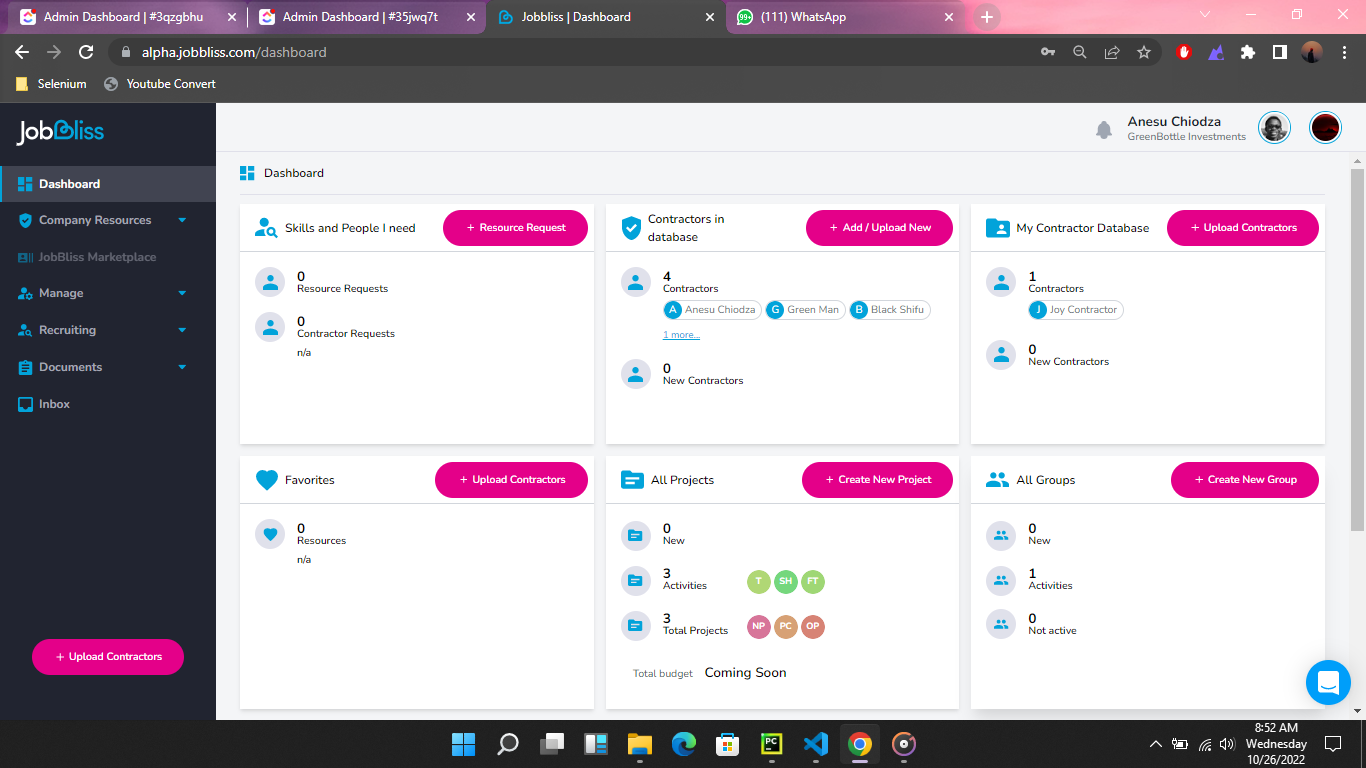 Admin Dashboard | #3qzgbhu
Admin Dashboard | #35jwq7t
Jobbliss | Dashboard
99+
(111) WhatsApp
alpha.jobbliss.com/dashboard
Selenium
Youtube Convert
JobBliss
Anesu Chiodza
GreenBottle Investments
Dashboard
Company Resources
JobBliss Marketplace
Manage
Recruiting
Documents
Inbox
+ Upload Contractors
Dashboard
Skills and People I need
+ Resource Request
0
Resource Requests
0
Contractor Requests
n/a
Contractors in
database
+ Add / Upload New
4
Contractors
A Anesu Chiodza G Green Man B Black Shifu
1 more...
0
New Contractors
My Contractor Database
+ Upload Contractors
1
Contractors
J Joy Contractor
0
New Contractors
Favorites
+ Upload Contractors
0
Resources
n/a
All Projects
+ Create New Project
0
New
3
Activities
T SH FT
3
Total Projects
NP PC OP
Total budget Coming Soon
All Groups
+ Create New Group
0
New
1
Activities
0
Not active
PC
8:52 AM
Wednesday
10/26/2022